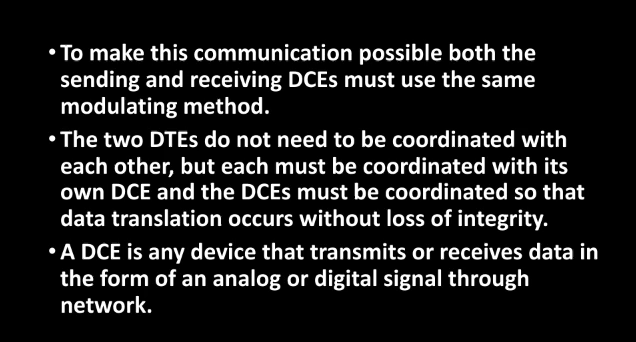 • To make this communication possible both the
sending and receiving DCEs must use the same
modulating method.
• The two DTEs do not need to be coordinated with
each other, but each must be coordinated with its
own DCE and the DCEs must be coordinated so that
data translation occurs without loss of integrity.
• A DCE is any device that transmits or receives data in
the form of an analog or digital signal through
network.